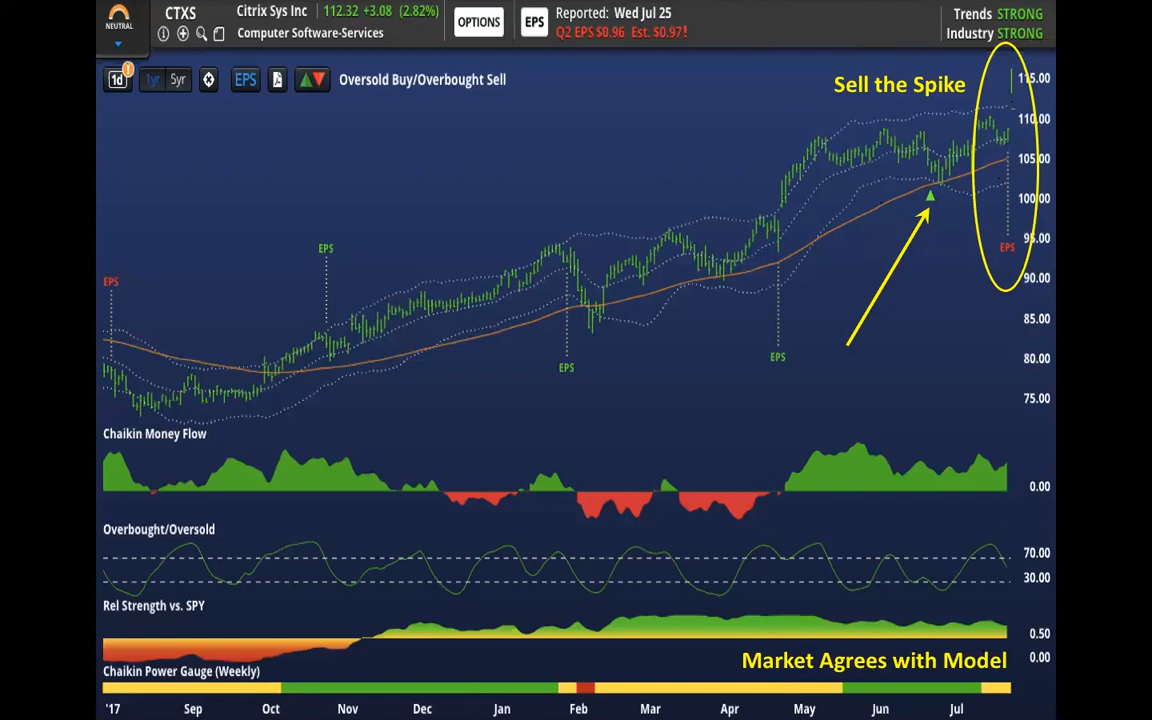 NEUTRAL
CTXS
Citrix Sys Inc 112.32 +3.08 (2.82%)
Computer Software-Services
OPTIONS
EPS
Reported: Wed Jul 25
Q2 EPS $0.96 Est. $0.97!
Trends STRONG
Industry STRONG
1d
!
1yr
5yr
EPS
Oversold Buy/Overbought Sell
Sell the Spike
115.00
110.00
105.00
100.00
95.00
90.00
85.00
80.00
75.00
EPS
EPS
EPS
EPS
EPS
Chaikin Money Flow
0.00
Overbought/Oversold
70.00
30.00
Rel Strength vs. SPY
0.50
0.00
Market Agrees with Model
Chaikin Power Gauge (Weekly)
'17 Sep Oct Nov Dec Jan Feb Mar Apr May Jun Jul